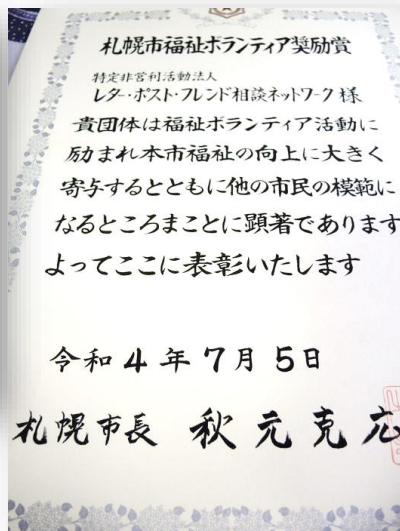 札幌市福祉ボランティア奨励賞
特定非営利活動法人
レター・ポスト・フレンド相談ネットワーク 様
貴団体は福祉ボランティア活動に
励まれ本市福祉の向上に大きく
寄与するとともに他の市民の模範に
なるところまことに顕著であります
よってここに表彰いたします
令和4年7月5日
札幌市長 秋元克広